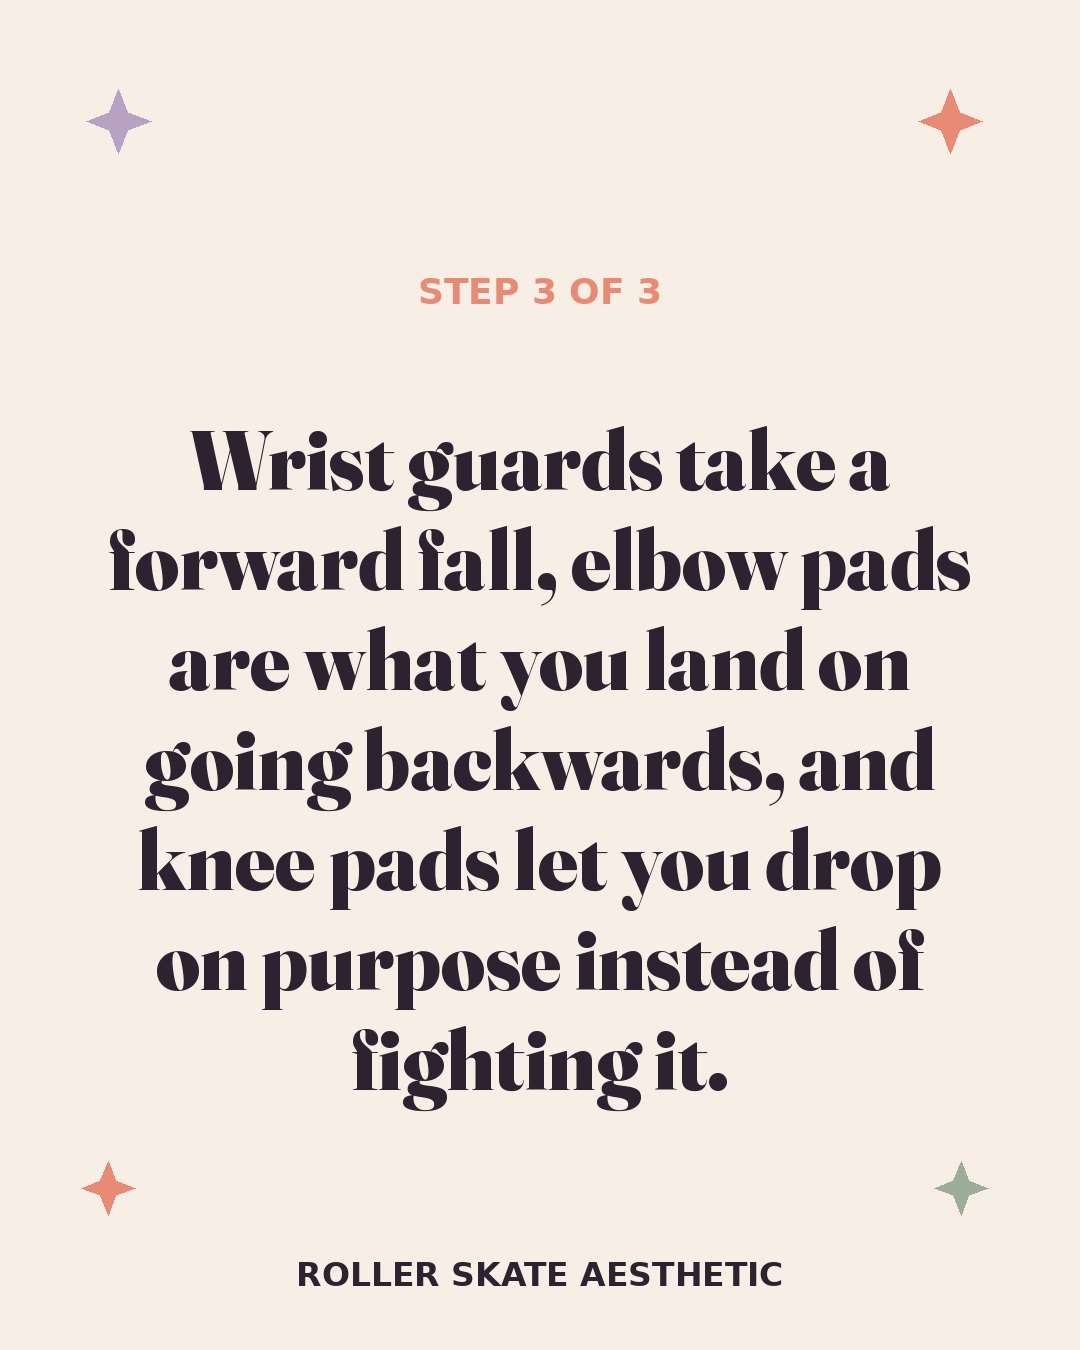 STEP 3 OF 3
Wrist guards take a
forward fall, elbow pads
are what you land on
going backwards, and
knee pads let you drop
on purpose instead of
fighting it.
ROLLER SKATE AESTHETIC